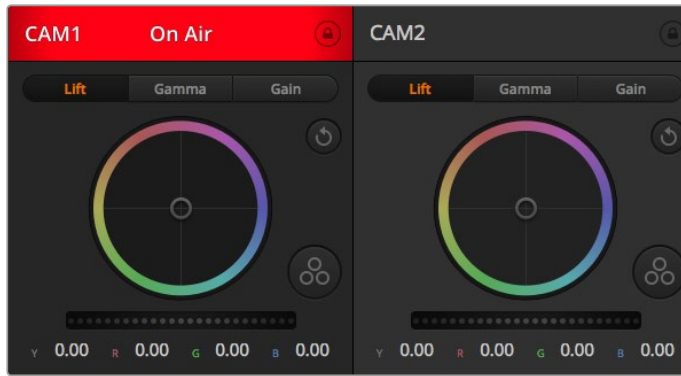 CAM1 On Air CAM2
Lift Gamma Gain Lift Gamma Gain
Y 0.00 R 0.00 G 0.00 B 0.00 Y 0.00 R 0.00 G 0.00 B 0.00